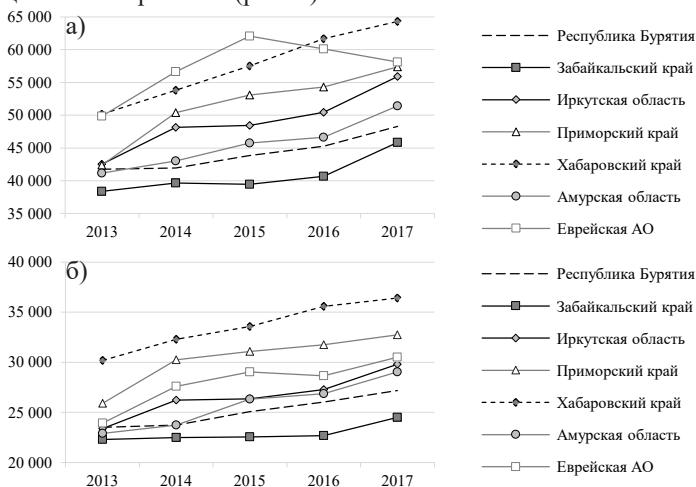 65 000
а)
60 000
55 000
50 000
45 000
40 000
35 000
2013 2014 2015 2016 2017
Республика Бурятия
Забайкальский край
Иркутская область
Приморский край
Хабаровский край
Амурская область
Еврейская АО
40 000
б)
35 000
30 000
25 000
20 000
2013 2014 2015 2016 2017
Республика Бурятия
Забайкальский край
Иркутская область
Приморский край
Хабаровский край
Амурская область
Еврейская АО